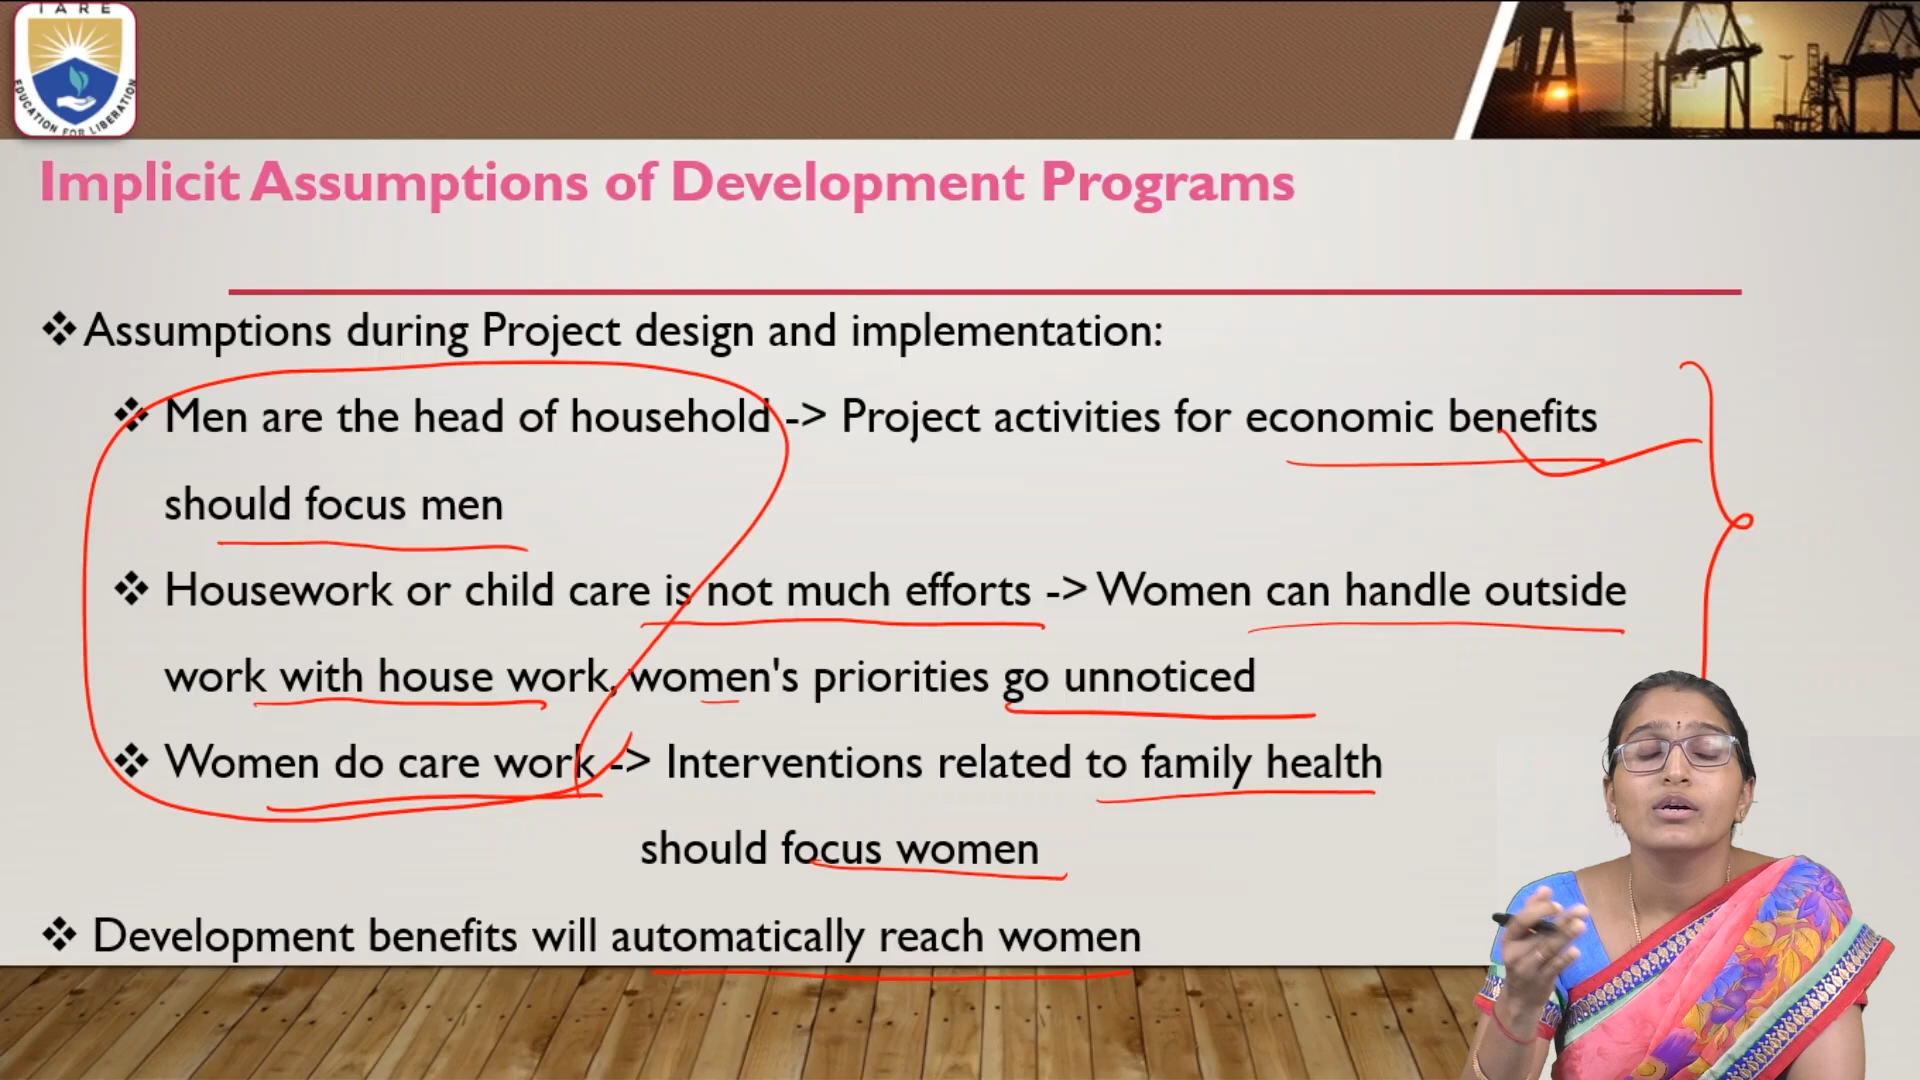 IARE
EDUCATION FOR LIBERATION
Implicit Assumptions of Development Programs
❖Assumptions during Project design and implementation:
❖ Men are the head of household -> Project activities for economic benefits
should focus men
❖ Housework or child care is not much efforts -> Women can handle outside
work with house work, women's priorities go unnoticed
❖ Women do care work -> Interventions related to family health
should focus women
❖ Development benefits will automatically reach women